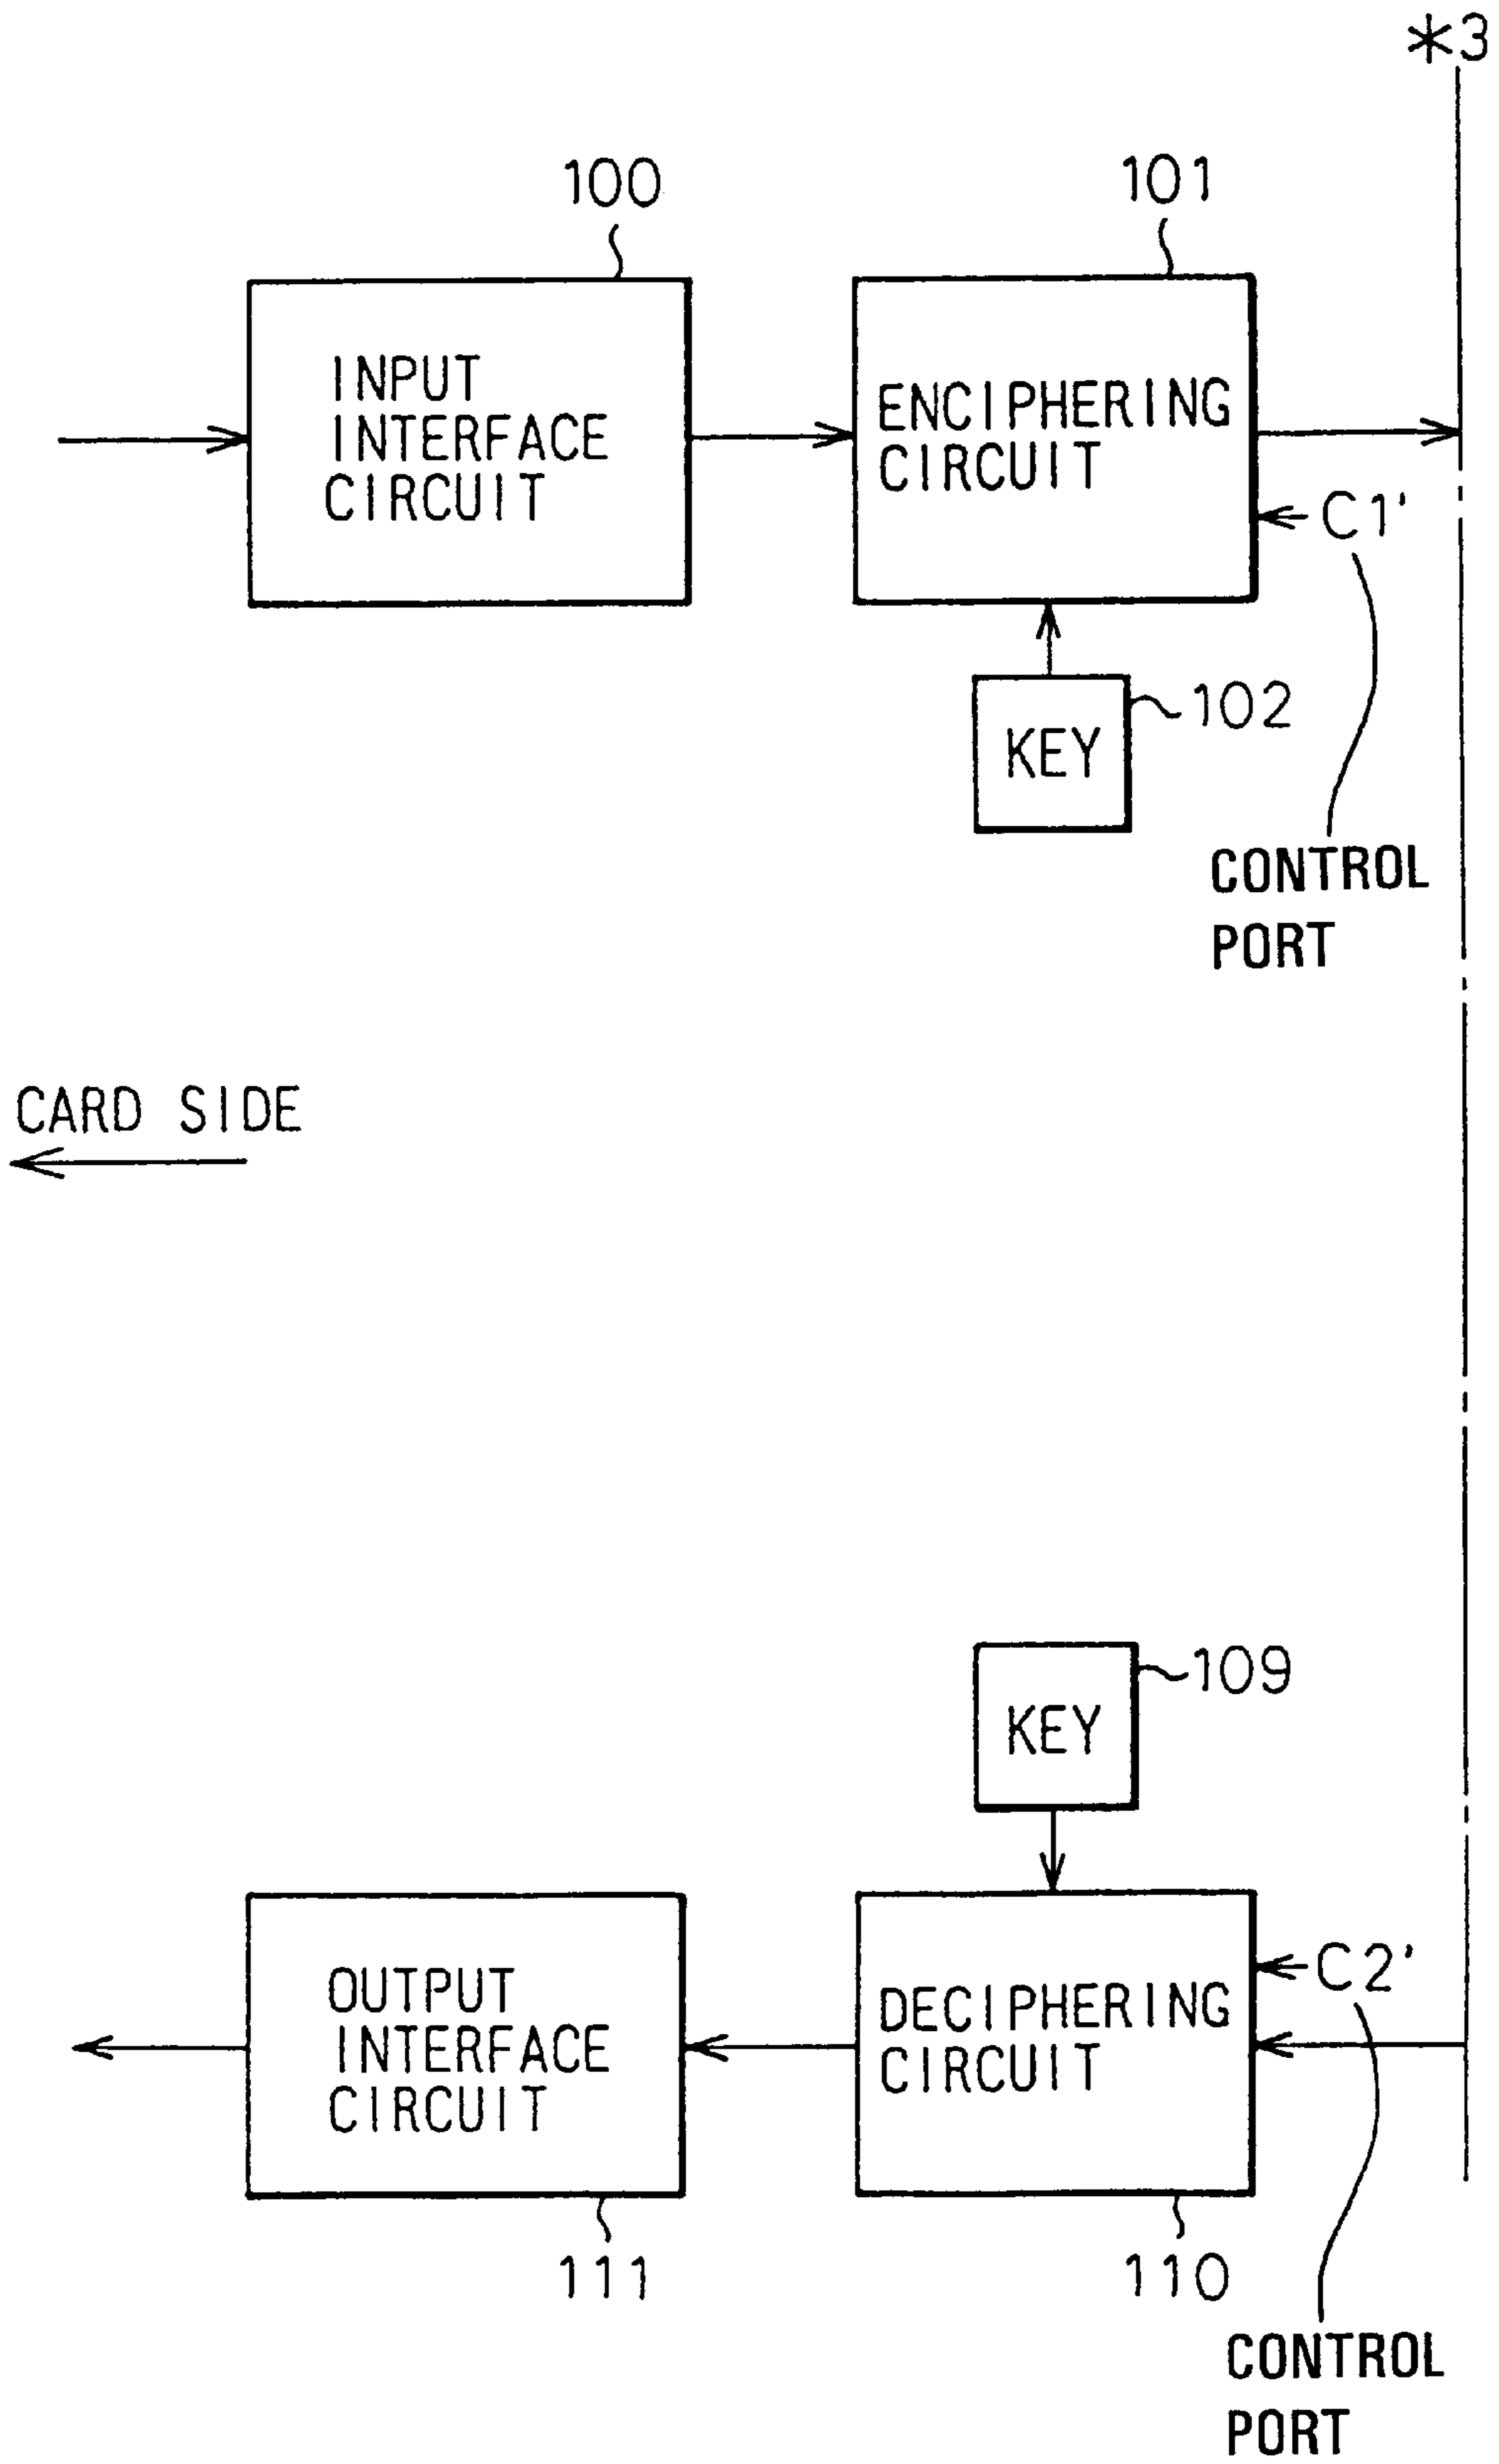 *3
100
101
INPUT
INTERFACE
CIRCUIT
ENCIPHERING
CIRCUIT
C1'
KEY
102
CONTROL
PORT
CARD SIDE
KEY
109
OUTPUT
INTERFACE
CIRCUIT
DECIPHERING
CIRCUIT
C2'
111
110
CONTROL
PORT